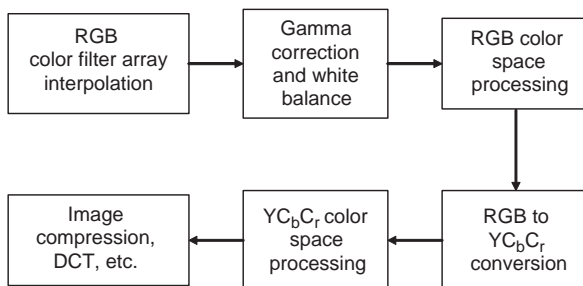 RGB
color filter array
interpolation
Gamma
correction
and white
balance
RGB color
space
processing
RGB to
YCbCr
conversion
YCbCr color
space
processing
Image
compression,
DCT, etc.